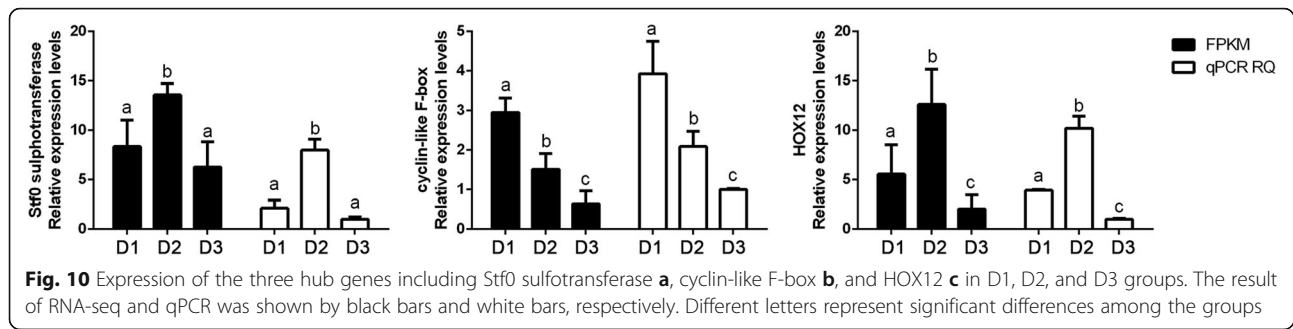 Stf0 sulphotransferase
Relative expression levels
20
15
10
5
0
a
b
a
a
b
a
D1 D2 D3 D1 D2 D3
cyclin-like F-box
Relative expression levels
5
4
3
2
1
0
a
b
c
a
b
c
D1 D2 D3 D1 D2 D3
HOX12
Relative expression levels
20
15
10
5
0
a
b
c
a
b
c
D1 D2 D3 D1 D2 D3
FPKM
qPCR RQ
Fig. 10 Expression of the three hub genes including Stf0 sulfotransferase a, cyclin-like F-box b, and HOX12 c in D1, D2, and D3 groups. The result
of RNA-seq and qPCR was shown by black bars and white bars, respectively. Different letters represent significant differences among the groups